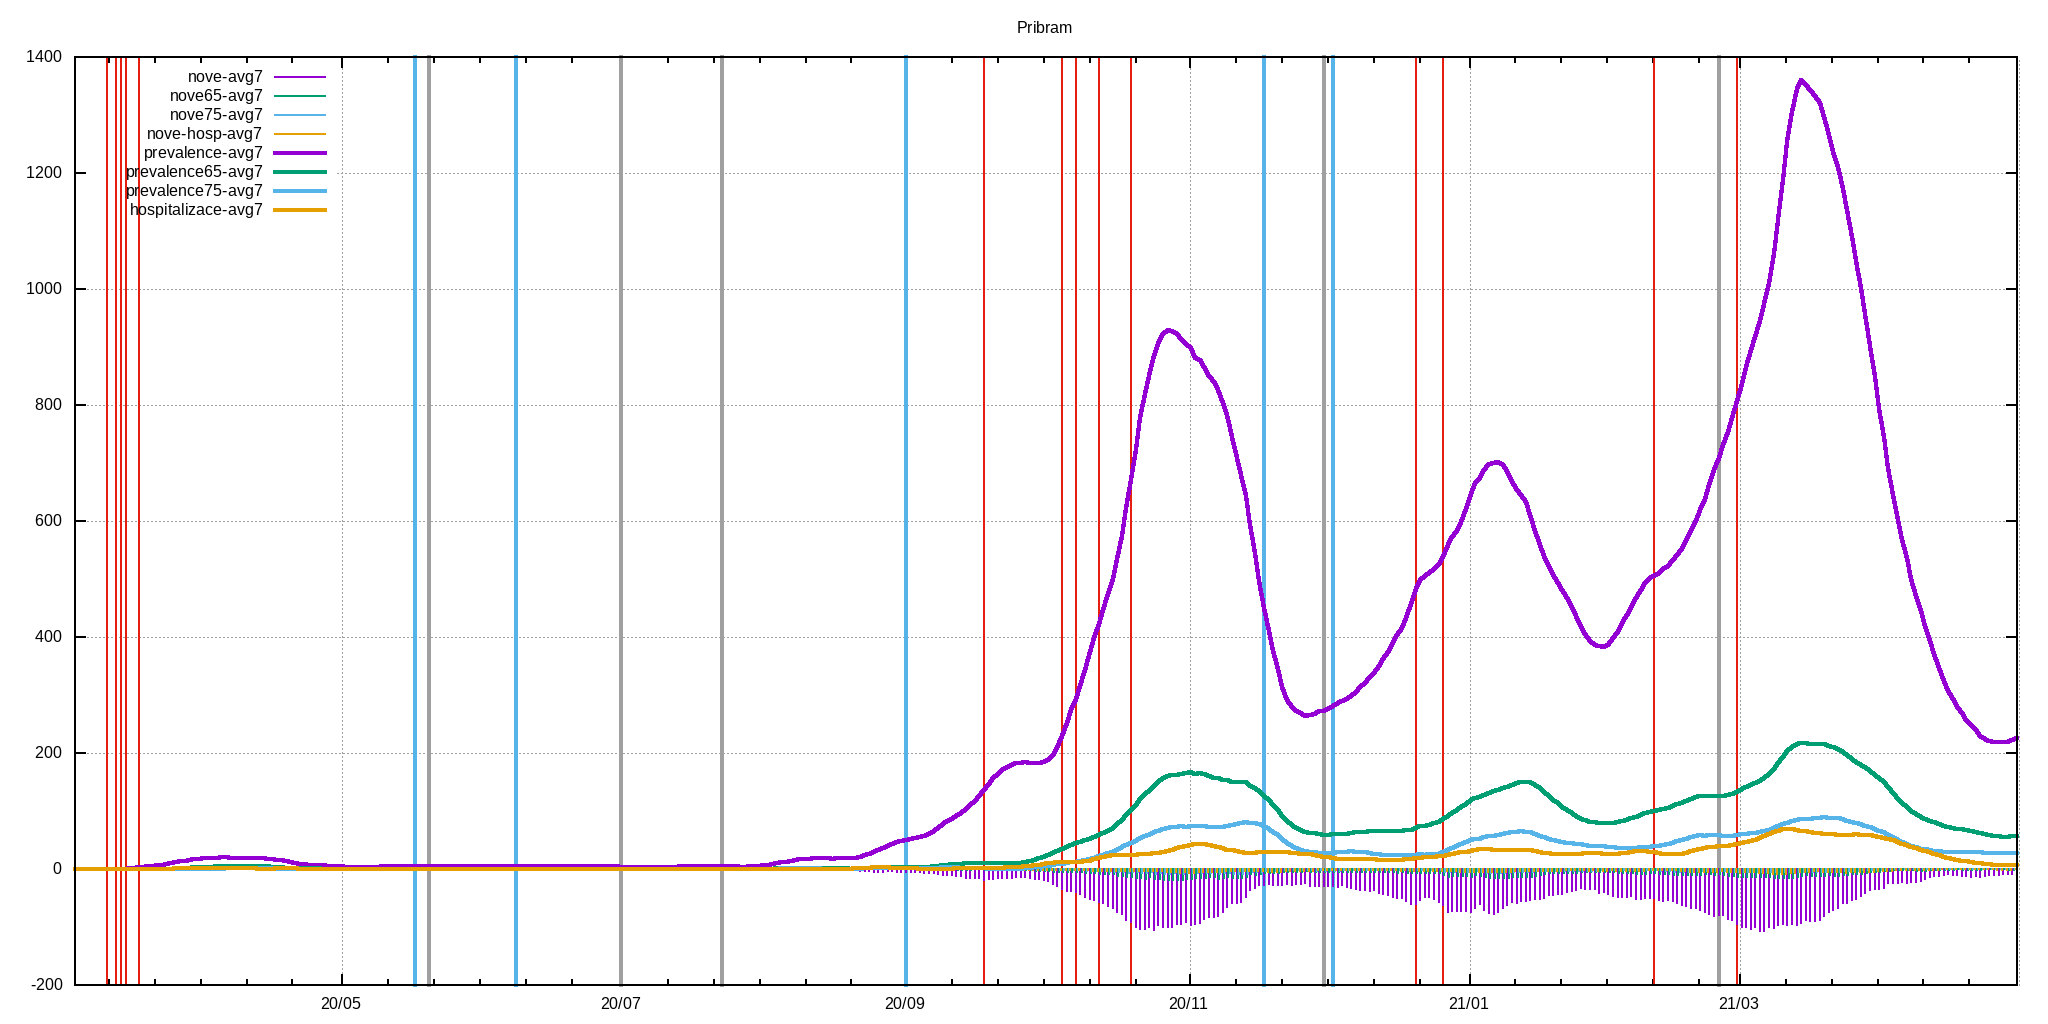 Pribram
1400
1200
1000
800
600
400
200
0
-200
nove-avg7
nove65-avg7
nove75-avg7
nove-hosp-avg7
prevalence-avg7
prevalence65-avg7
prevalence75-avg7
hospitalizace-avg7
20/05 20/07 20/09 20/11 21/01 21/03